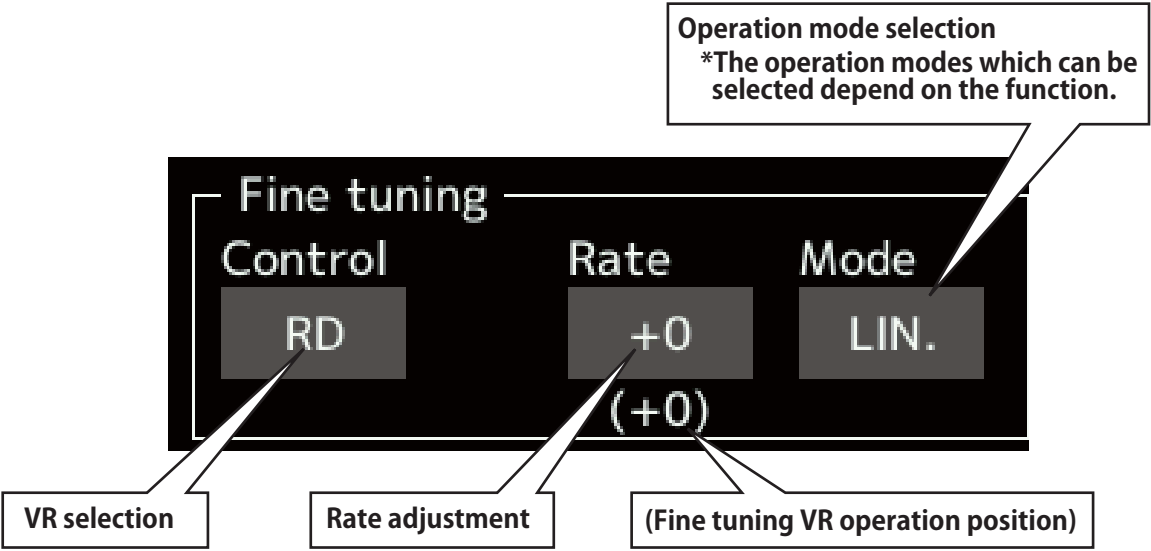 Operation mode selection
*The operation modes which can be
selected depend on the function.
Fine tuning
Control Rate Mode
RD +0 LIN.
(+0)
VR selection Rate adjustment (Fine tuning VR operation position)